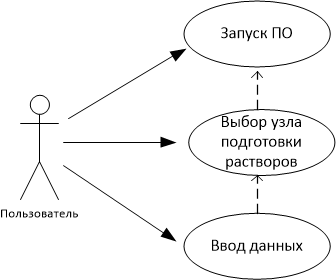 Запуск ПО
Выбор узла
подготовки
растворов
Пользователь
Ввод данных